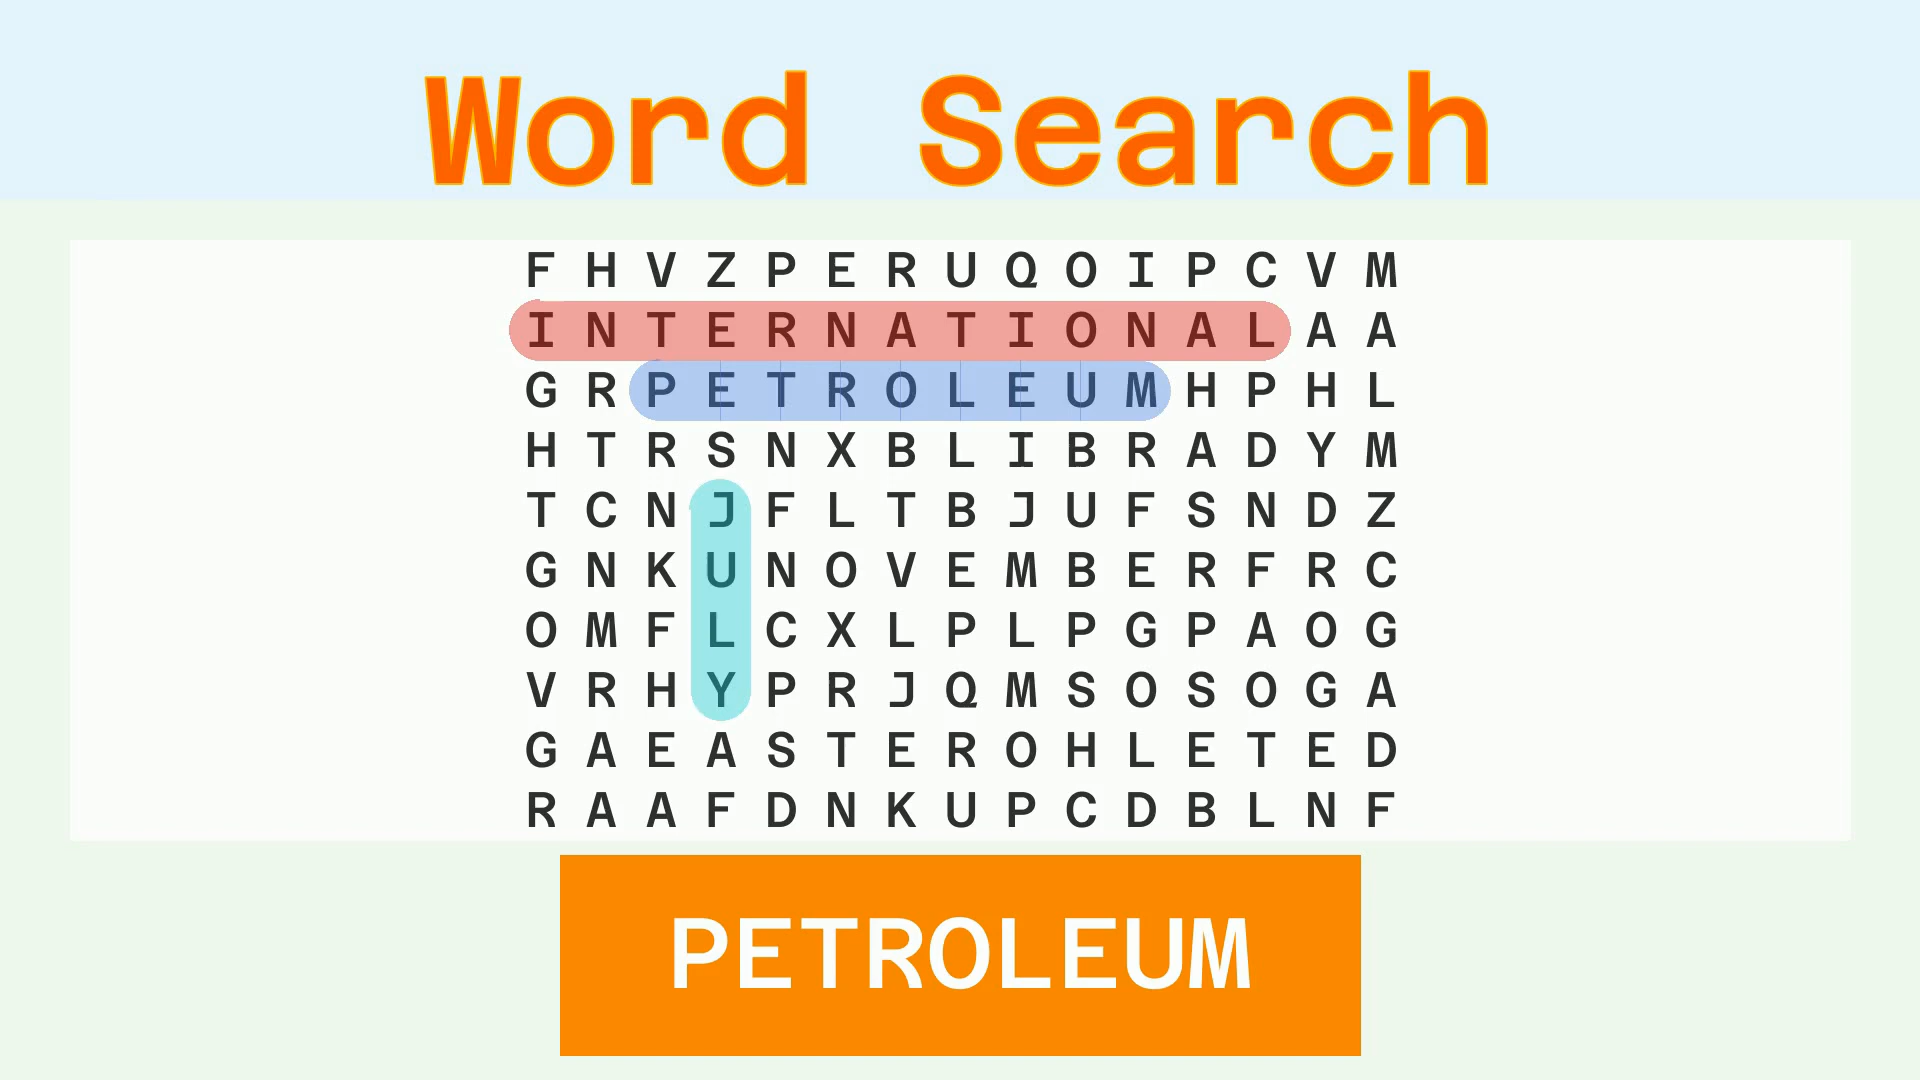 Word Search
F H V Z P E R U Q O I P C V M
I N T E R N A T I O N A L A A
G R P E T R O L E U M H P H L
H T R S N X B L I B R A D Y M
T C N J F L T B J U F S N D Z
G N K U N O V E M B E R F R C
O M F L C X L P L P G P A O G
V R H Y P R J Q M S O S O G A
G A E A S T E R O H L E T E D
R A A F D N K U P C D B L N F
PETROLEUM